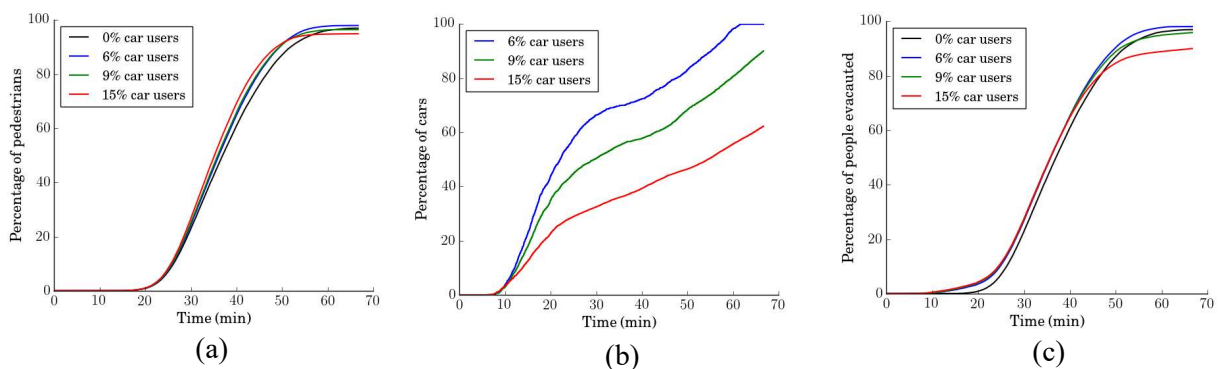 100
80
60
40
20
0
Percentage of pedestrians
0% car users
6% car users
9% car users
15% car users
0 10 20 30 40 50 60 70
Time (min)
(a)
100
80
60
40
20
0
Percentage of cars
6% car users
9% car users
15% car users
0 10 20 30 40 50 60 70
Time (min)
(b)
100
80
60
40
20
0
Percentage of people evacauted
0% car users
6% car users
9% car users
15% car users
0 10 20 30 40 50 60 70
Time (min)
(c)